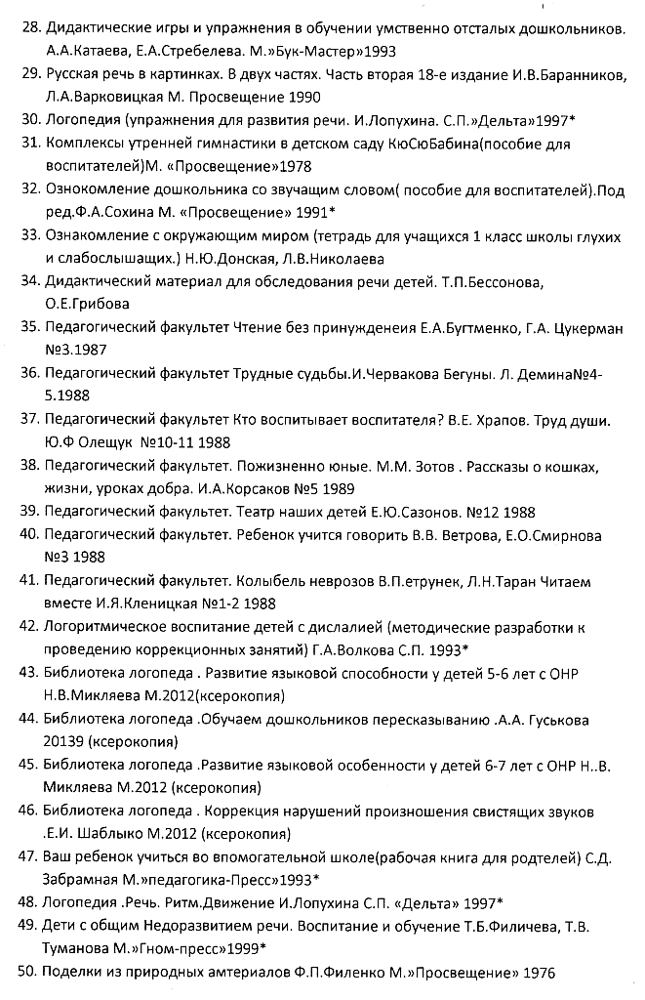 28. Дидактические игры и упражнения в обучении умственно отсталых дошкольников.
А.А.Катаева, Е.А.Стребелева. М.»Бук-Мастер»1993
29. Русская речь в картинках. В двух частях. Часть вторая 18-е издание И.В.Баранников,
Л.А.Варковицкая М. Просвещение 1990
30. Логопедия (упражнения для развития речи. И.Лопухина. С.П.»Дельта»1997*
31. Комплексы утренней гимнастики в детском саду КюСюБабина(пособие для
воспитателей)М. «Просвещение»1978
32. Ознокомление дошкольника со звучащим словом( пособие для воспитателей).Под
ред.Ф.А.Сохина М. «Просвещение» 1991*
33. Ознакомление с окружающим миром (тетрадь для учащихся 1 класс школы глухих
и слабослышащих.) Н.Ю.Донская, Л.В.Николаева
34. Дидактический материал для обследования речи детей. Т.П.Бессонова,
О.Е.Грибова
35. Педагогический факультет Чтение без принужденеия Е.А.Бугтменко, Г.А. Цукерман
№3.1987
36. Педагогический факультет Трудные судьбы.И.Червакова Бегуны. Л. Демина№4-
5.1988
37. Педагогический факультет Кто воспитывает воспитателя? В.Е. Храпов. Труд души.
Ю.Ф Олещук №10-11 1988
38. Педагогический факультет. Пожизненно юные. М.М. Зотов . Рассказы о кошках,
жизни, уроках добра. И.А.Корсаков №5 1989
39. Педагогический факультет. Театр наших детей Е.Ю.Сазонов. №12 1988
40. Педагогический факультет. Ребенок учится говорить В.В. Ветрова, Е.О.Смирнова
№3 1988
41. Педагогический факультет. Колыбель неврозов В.П.етрунек, Л.Н.Таран Читаем
вместе И.Я.Кленицкая №1-2 1988
42. Логоритмическое воспитание детей с дислалией (методические разработки к
проведению коррекционных занятий) Г.А.Волкова С.П. 1993*
43. Библиотека логопеда . Развитие языковой способности у детей 5-6 лет с ОНР
Н.В.Микляева М.2012(ксерокопия)
44. Библиотека логопеда .Обучаем дошкольников пересказыванию .А.А. Гуськова
20139 (ксерокопия)
45. Библиотека логопеда .Развитие языковой особенности у детей 6-7 лет с ОНР Н..В.
Микляева М.2012 (ксерокопия)
46. Библиотека логопеда . Коррекция нарушений произношения свистящих звуков
.Е.И. Шаблыко М.2012 (ксерокопия)
47. Ваш ребенок учиться во впомогательной школе(рабочая книга для родтелей) С.Д.
Забрамная М.»педагогика-Пресс»1993*
48. Логопедия .Речь. Ритм.Движение И.Лопухина С.П. «Дельта» 1997*
49. Дети с общим Недоразвитием речи. Воспитание и обучение Т.Б.Филичева, Т.В.
Туманова М.»Гном-пресс»1999*
50. Поделки из природных амтериалов Ф.П.Филенко М.»Просвещение» 1976